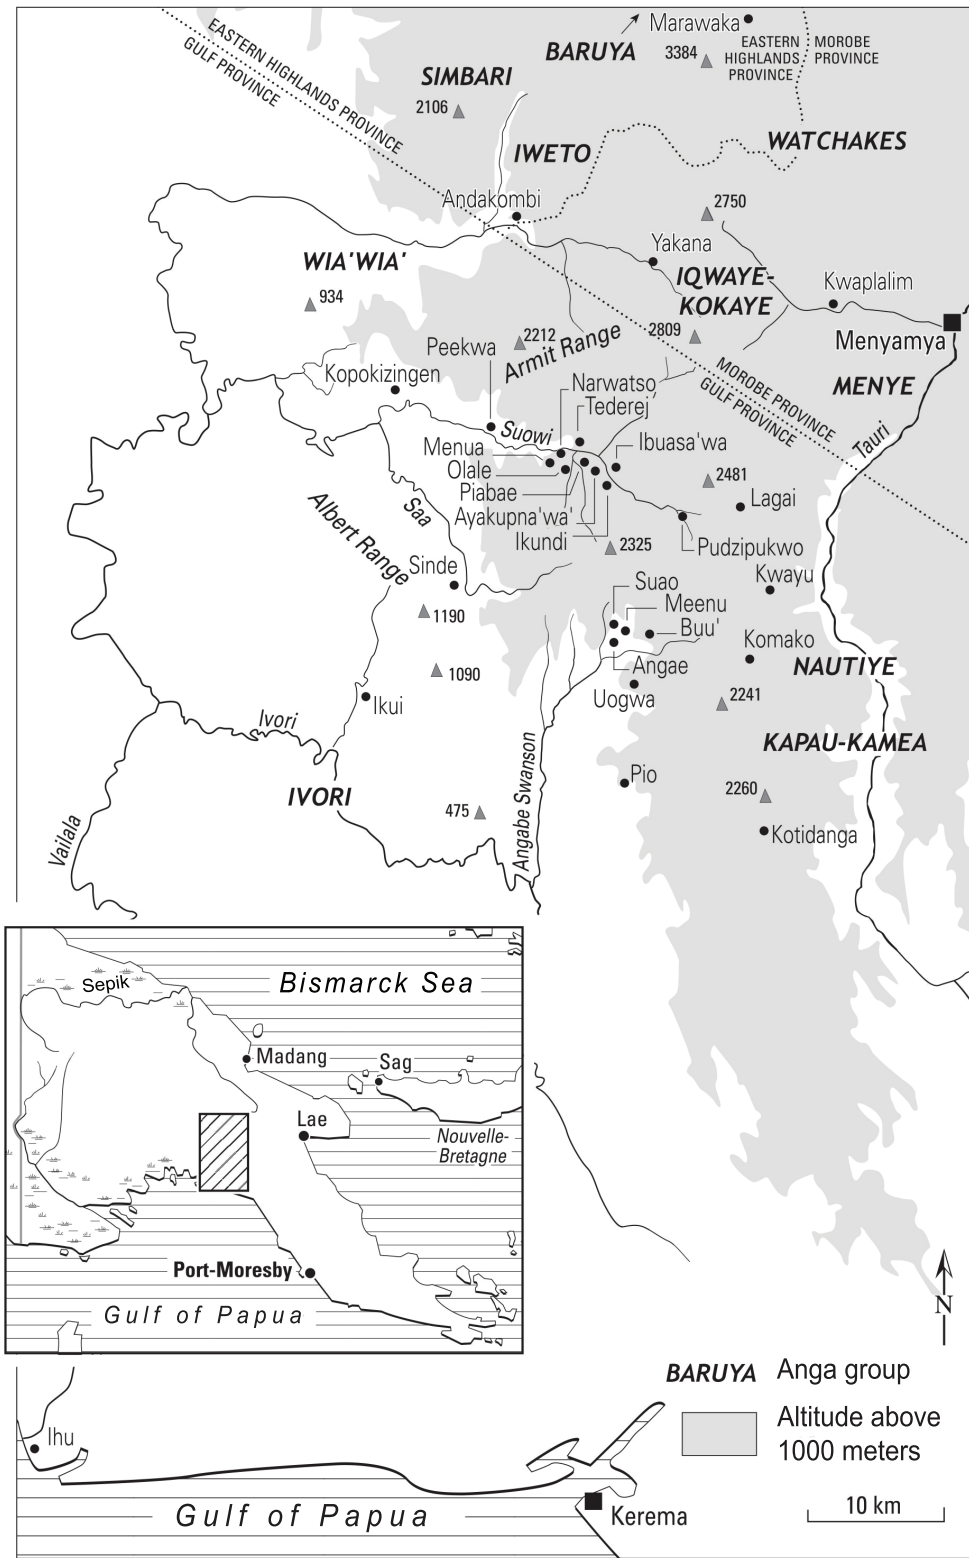 Marawaka
BARUYA
EASTERN
HIGHLANDS
PROVINCE
MOROBE
PROVINCE
3384
EASTERN HIGHLANDS PROVINCE
GULF PROVINCE
SIMBARI
2106
WATCHAKES
IWETO
Andakombi
2750
Yakana
WIA'WIA'
IQWAYE-
KOKAYE
Kwaplalim
934
2212
2809
Menyamya
Peekwa
Armit Range
Kopokizingen
MOROBE PROVINCE
GULF PROVINCE
MENYE
Narwatso
Tederej'
Suowi
Tauri
Menua
Ibuasa'wa
Olale
2481
Piabae
Lagai
Saa
Ayakupna'wa'
Albert Range
Ikundi
2325
Pudzipukwo
Sinde
Kwayu
Suao
1190
Meenu
Buu'
Komako
NAUTIYE
1090
Angae
Uogwa
2241
Ikui
Ivori
KAPAU-KAMEA
Angabe Swanson
Pio
IVORI
2260
475
Kotidanga
Vailala
Sepik
Bismarck Sea
Madang
Sag
Lae
Nouvelle-
Bretagne
Port-Moresby
Gulf of Papua
N
BARUYA Anga group
Altitude above
1000 meters
Ihu
10 km
Gulf of Papua
Kerema